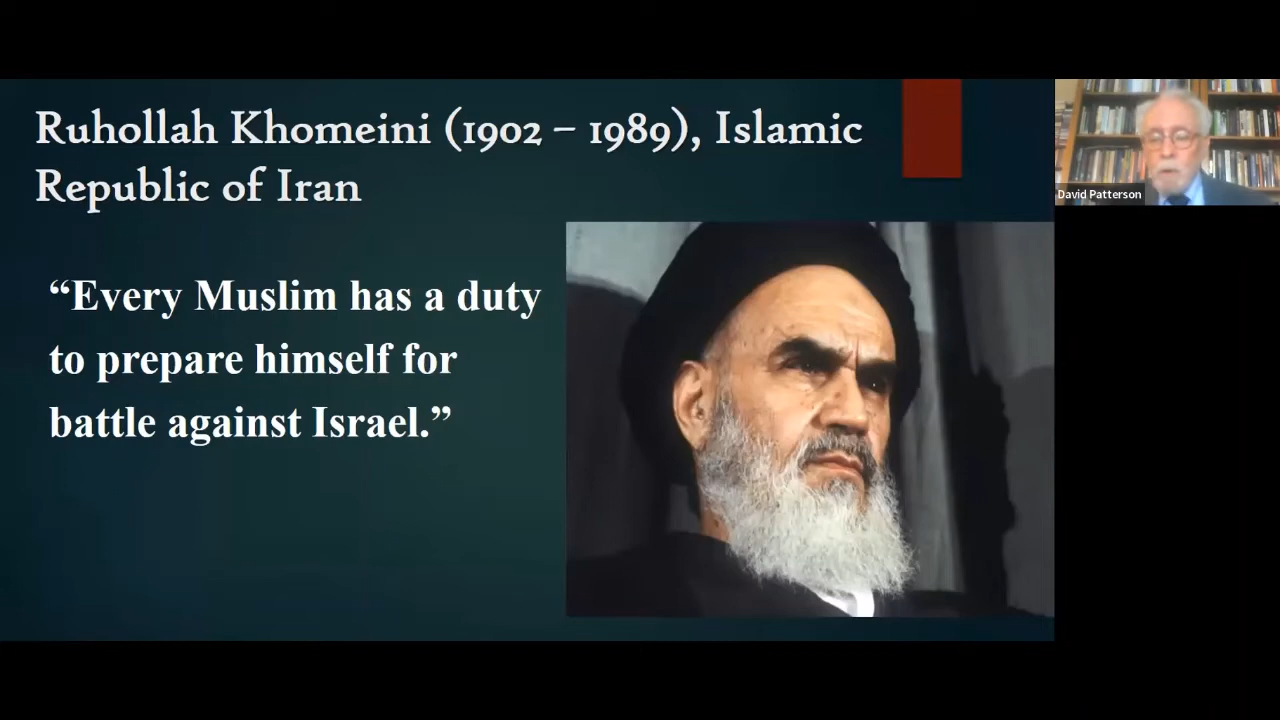 Ruhollah Khomeini (1902 – 1989), Islamic
Republic of Iran
“Every Muslim has a duty
to prepare himself for
battle against Israel.”
David Patterson